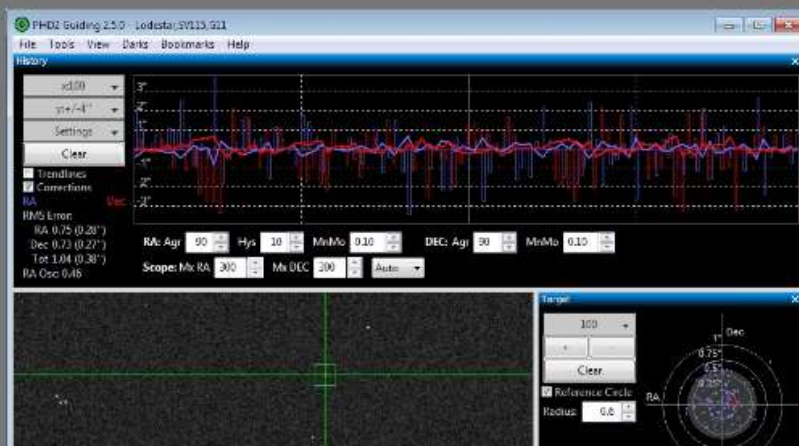 PHD2 Guiding 2.5.0 - Lodestar,SV115,G11
File Tools View Darks Bookmarks Help
History
x100
y:+/-4"
Settings
Clear
Trendlines
Corrections
RA Dec
RMS Error:
RA 0.75 (0.28")
Dec 0.73 (0.27")
Tot 1.04 (0.38")
RA Osc: 0.46
3"
2"
1"
-1"
2"
-3"
RA: Agr 90 Hys 10 MnMo 0.10 DEC: Agr 90 MnMo 0.10
Scope: Mx RA 300 Mx DEC 300 Auto
Target
100
+ -
Clear
Reference Circle
Radius: 0.6
1" Dec
0.75"
0.5"
0.25"
RA